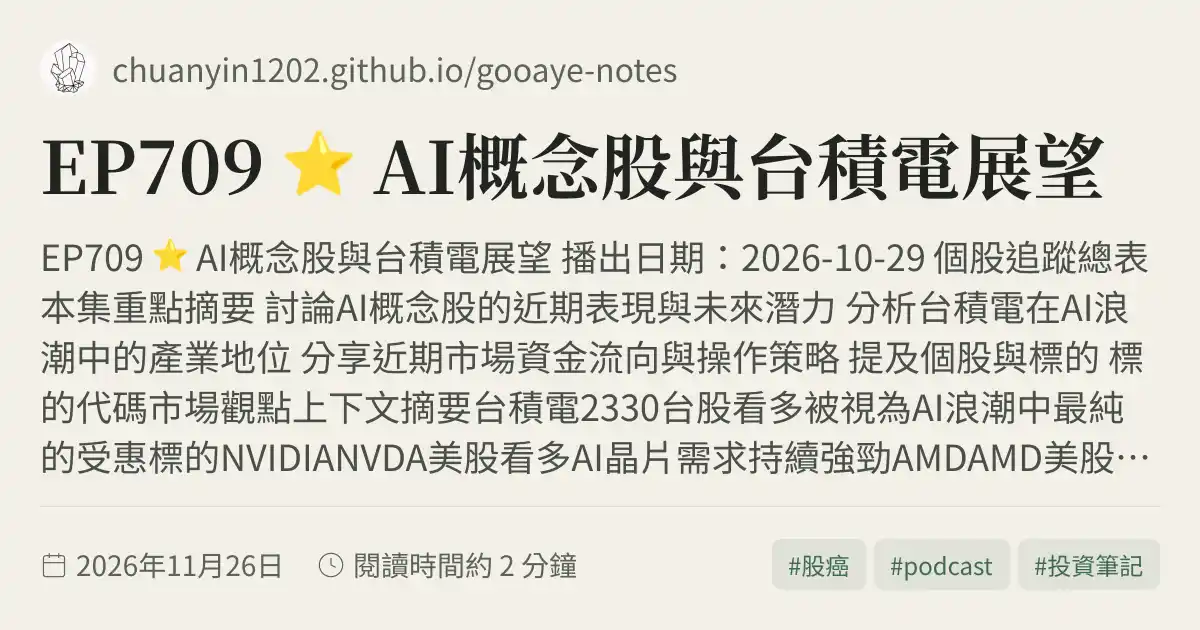 chuanyin1202.github.io/gooaye-notes
EP709 ⭐ AI概念股與台積電展望
EP709 ⭐ AI概念股與台積電展望 播出日期：2026-10-29 個股追蹤總表
本集重點摘要 討論AI概念股的近期表現與未來潛力 分析台積電在AI浪
潮中的產業地位 分享近期市場資金流向與操作策略 提及個股與標的 標
的代碼市場觀點上下文摘要台積電2330台股看多被視為AI浪潮中最純
的受惠標的NVIDIANVDA美股看多AI晶片需求持續強勁AMDAMD美股…
2026年11月26日 閱讀時間約 2 分鐘 #股癌 #podcast #投資筆記